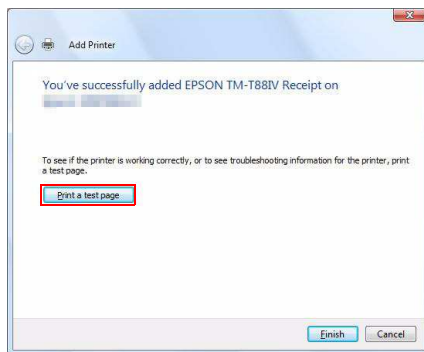 Add Printer
You've successfully added EPSON TM-T88IV Receipt on
To see if the printer is working correctly, or to see troubleshooting information for the printer, print
a test page.
Print a test page
Finish
Cancel